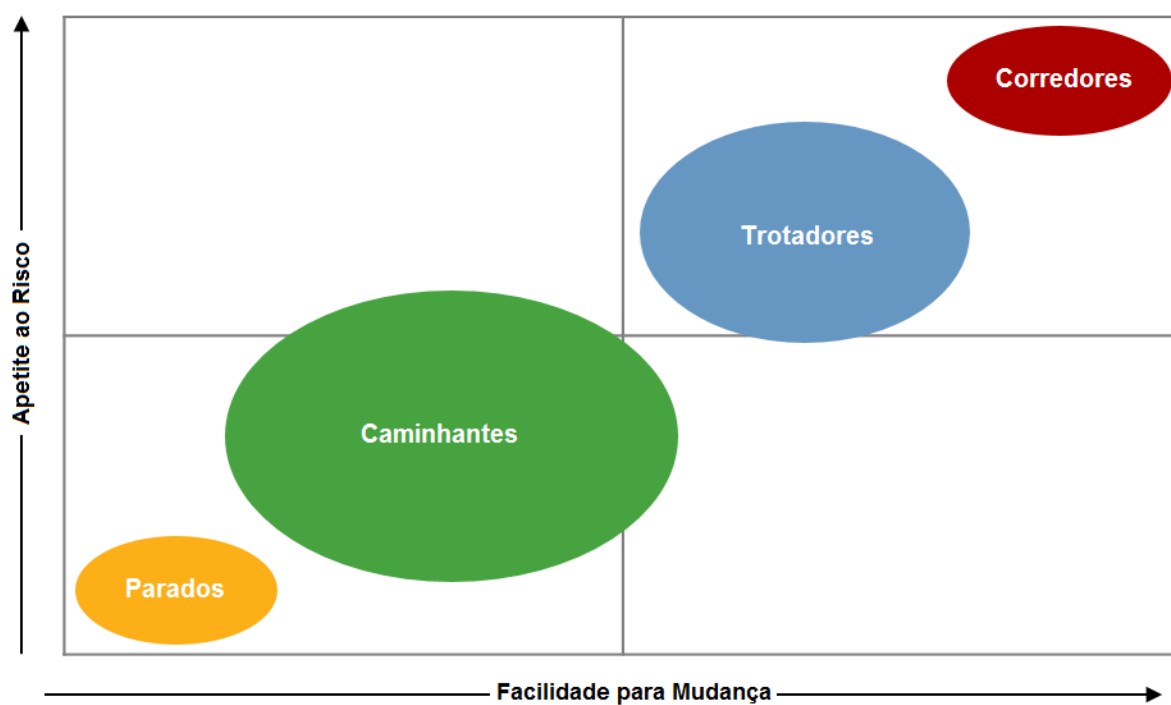 Corredores
Trotadores
Apetite ao Risco
Caminhantes
Parados
Facilidade para Mudança